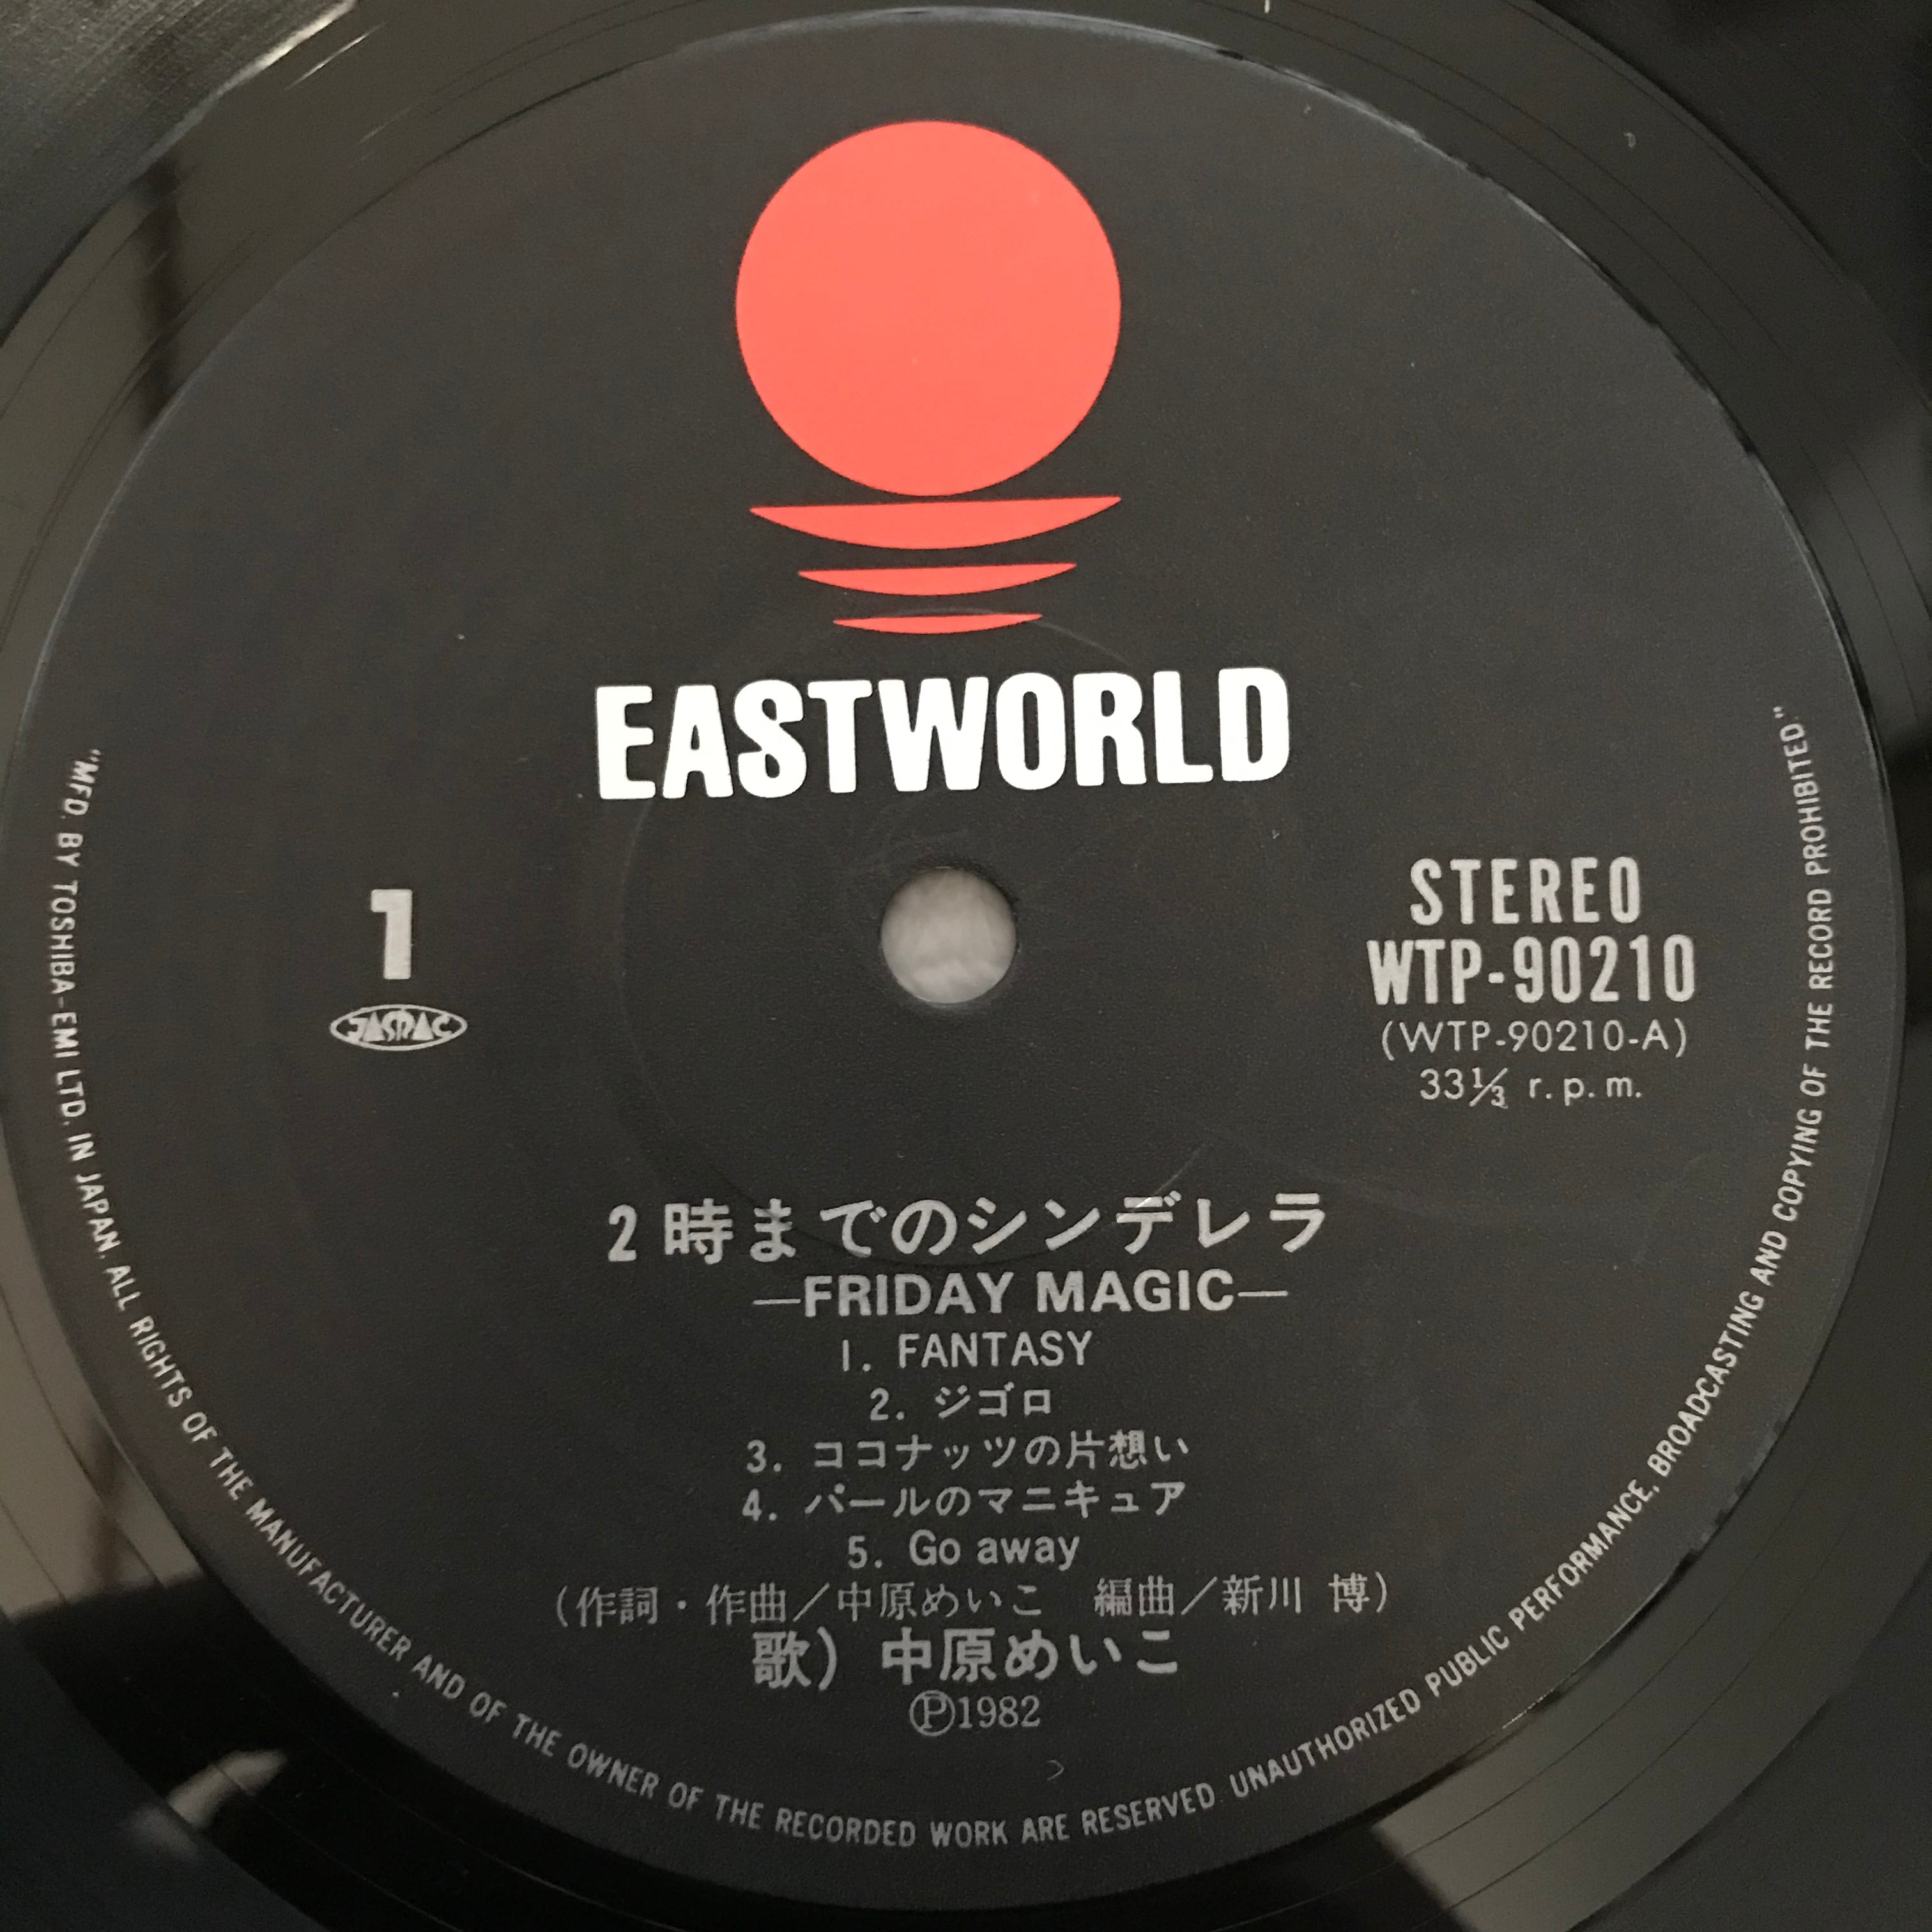 EASTWORLD
1
JASRAC
STEREO
WTP-90210
(WTP-90210-A)
33⅓ r.p.m.
2時までのシンデレラ
—FRIDAY MAGIC—
1. FANTASY
2. ジゴロ
3. ココナッツの片想い
4. パールのマニキュア
5. Go away
(作詞・作曲／中原めいこ 編曲／新川 博)
歌) 中原めいこ
Ⓟ1982
"MFD. BY TOSHIBA-EMI LTD. IN JAPAN. ALL RIGHTS OF THE MANUFACTURER AND OF THE OWNER OF THE RECORDED WORK ARE RESERVED. UNAUTHORIZED PUBLIC PERFORMANCE, BROADCASTING AND COPYING OF THE RECORD PROHIBITED."